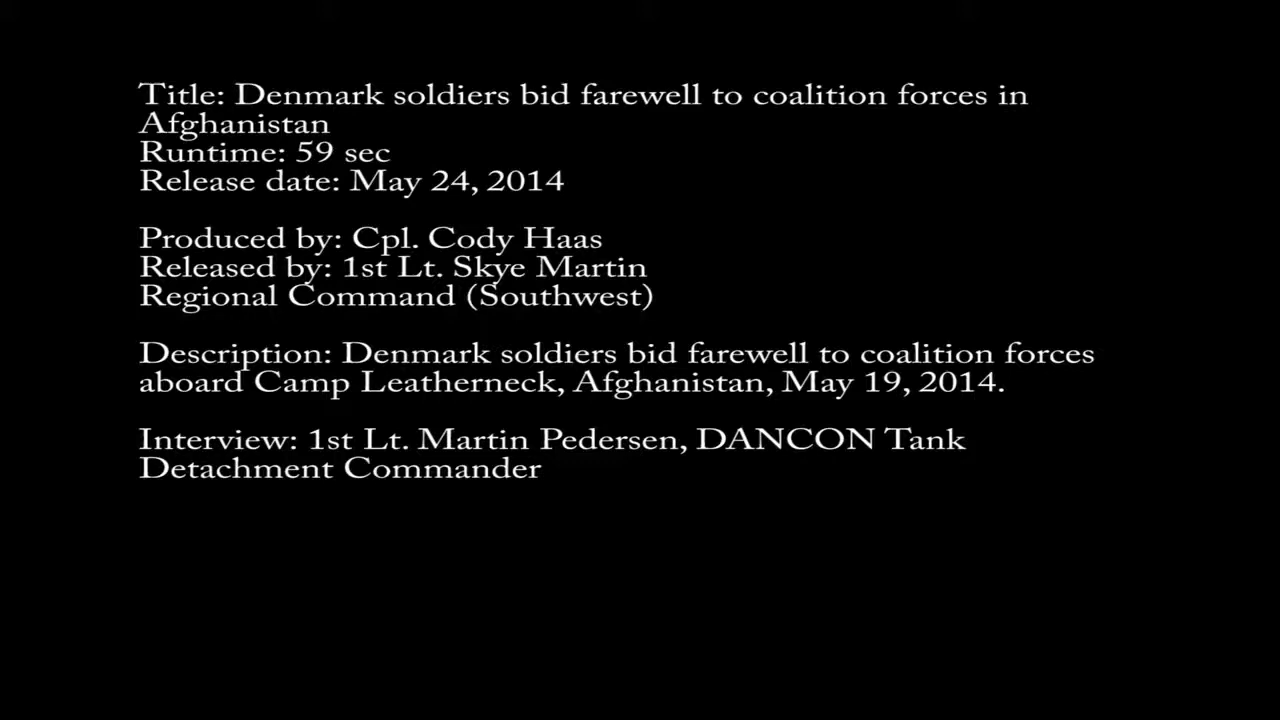 Title: Denmark soldiers bid farewell to coalition forces in
Afghanistan
Runtime: 59 sec
Release date: May 24, 2014
Produced by: Cpl. Cody Haas
Released by: 1st Lt. Skye Martin
Regional Command (Southwest)
Description: Denmark soldiers bid farewell to coalition forces
aboard Camp Leatherneck, Afghanistan, May 19, 2014.
Interview: 1st Lt. Martin Pedersen, DANCON Tank
Detachment Commander